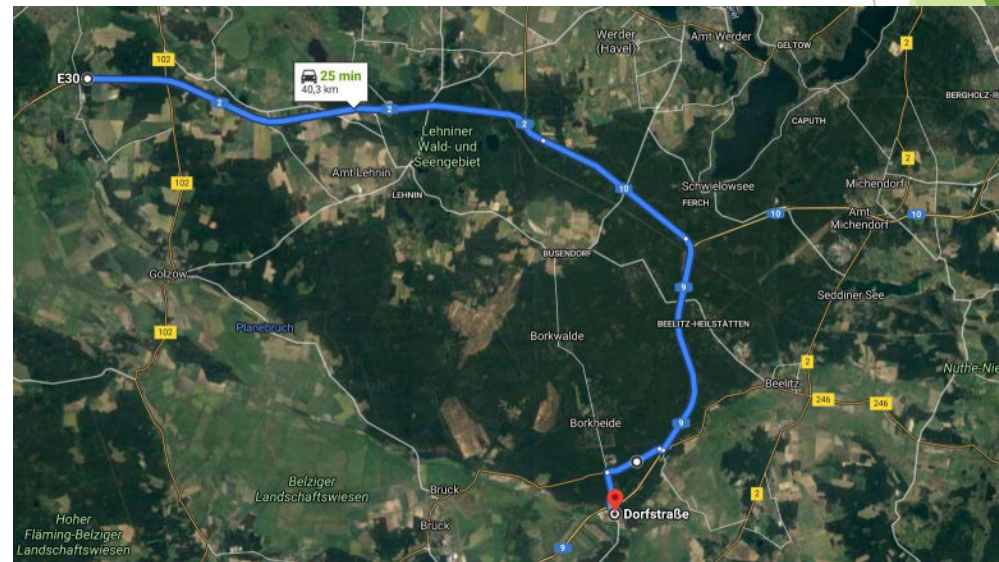 Werder
(Havel)
Amt Werder
GELTOW
2
102
E30
25 min
40,3 km
2
2
2
BERGHOLZ-R
CAPUTH
Lehniner
Wald- und
Seengebiet
2
Amt Lehnin
102
LEHNIN
10
Schwielowsee
FERCH
Michendorf
10
Amt
Michendorf
10
BUSENDORF
Golzow
9
Seddiner See
Planebruch
102
Borkwalde
BEELITZ-HEILSTÄTTEN
2
Nuthe-Nie
Beelitz
246
246
Borkheide
9
Belziger
Landschaftswiesen
Brück
2
Dorfstraße
Brück
Hoher
Fläming-Belziger
Landschaftswiesen
9